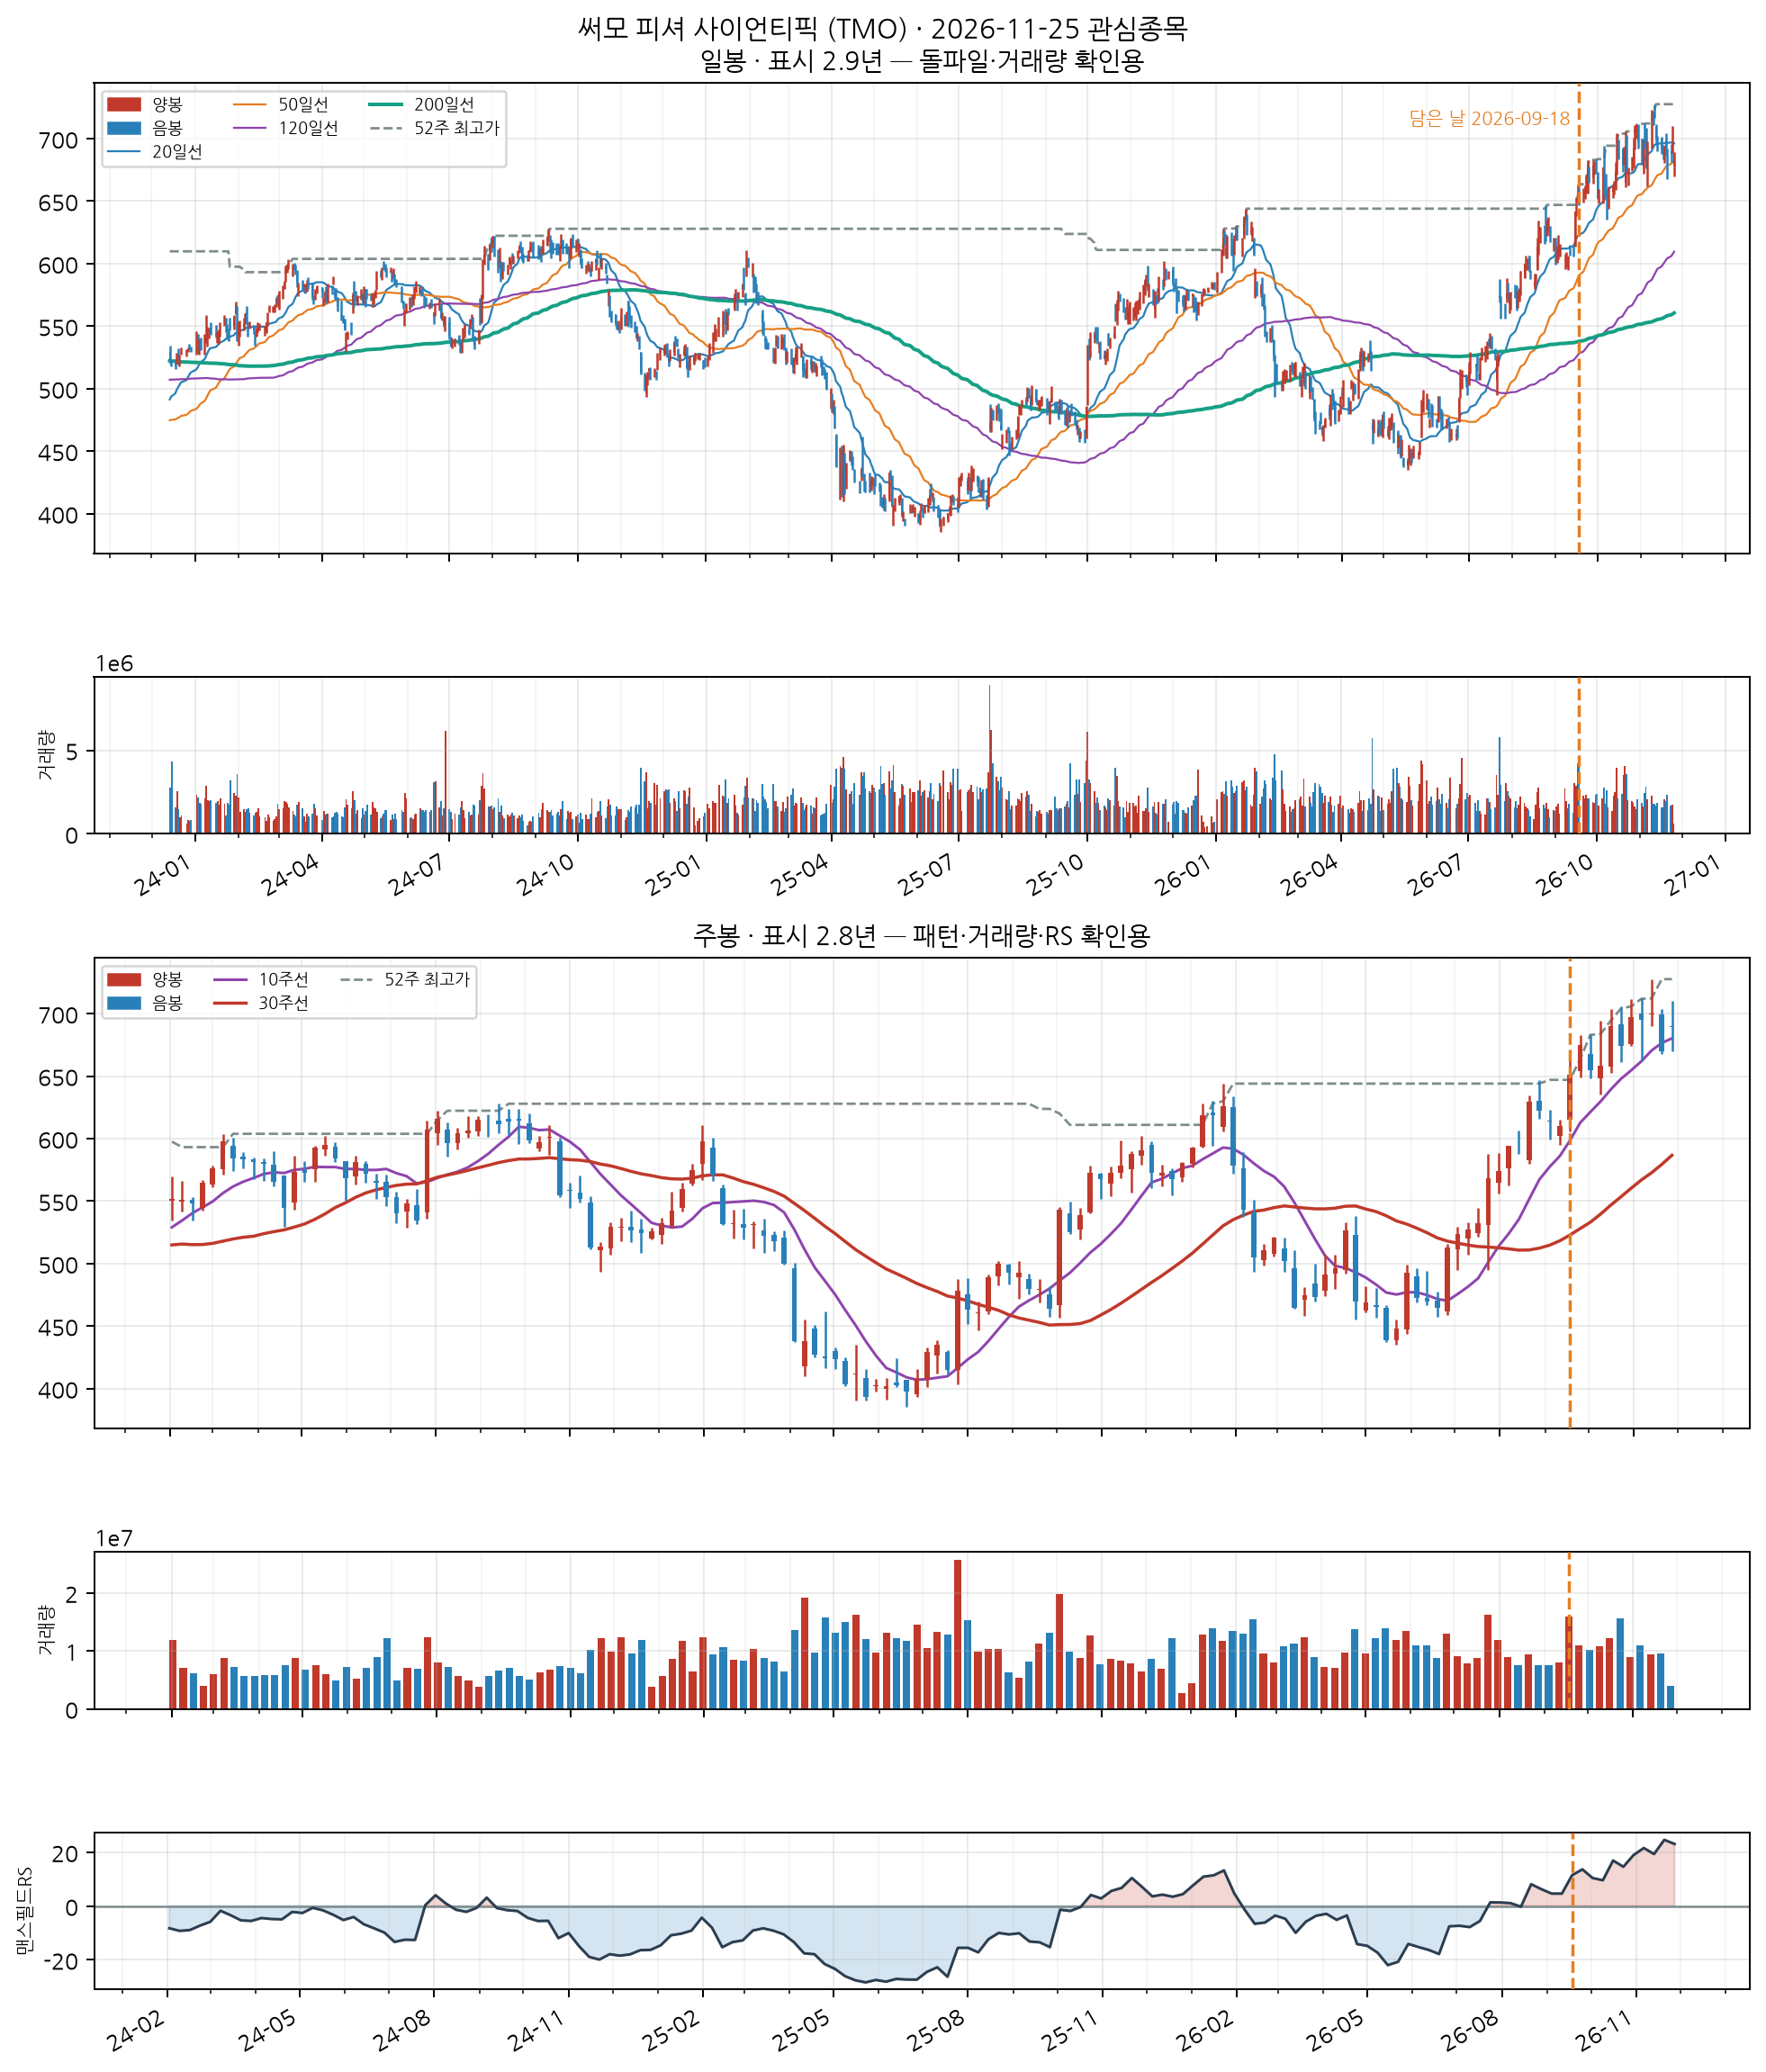 써모 피셔 사이언티픽 (TMO) · 2026-11-25 관심종목
일봉 · 표시 2.9년 — 돌파일·거래량 확인용
양봉
음봉
20일선
50일선
120일선
200일선
52주 최고가
담은 날 2026-09-18
700
650
600
550
500
450
400
1e6
거래량
5
0
24-01
24-04
24-07
24-10
25-01
25-04
25-07
25-10
26-01
26-04
26-07
26-10
27-01
주봉 · 표시 2.8년 — 패턴·거래량·RS 확인용
양봉
음봉
10주선
30주선
52주 최고가
700
650
600
550
500
450
400
1e7
거래량
2
1
0
맨스필드RS
20
0
-20
24-02
24-05
24-08
24-11
25-02
25-05
25-08
25-11
26-02
26-05
26-08
26-11